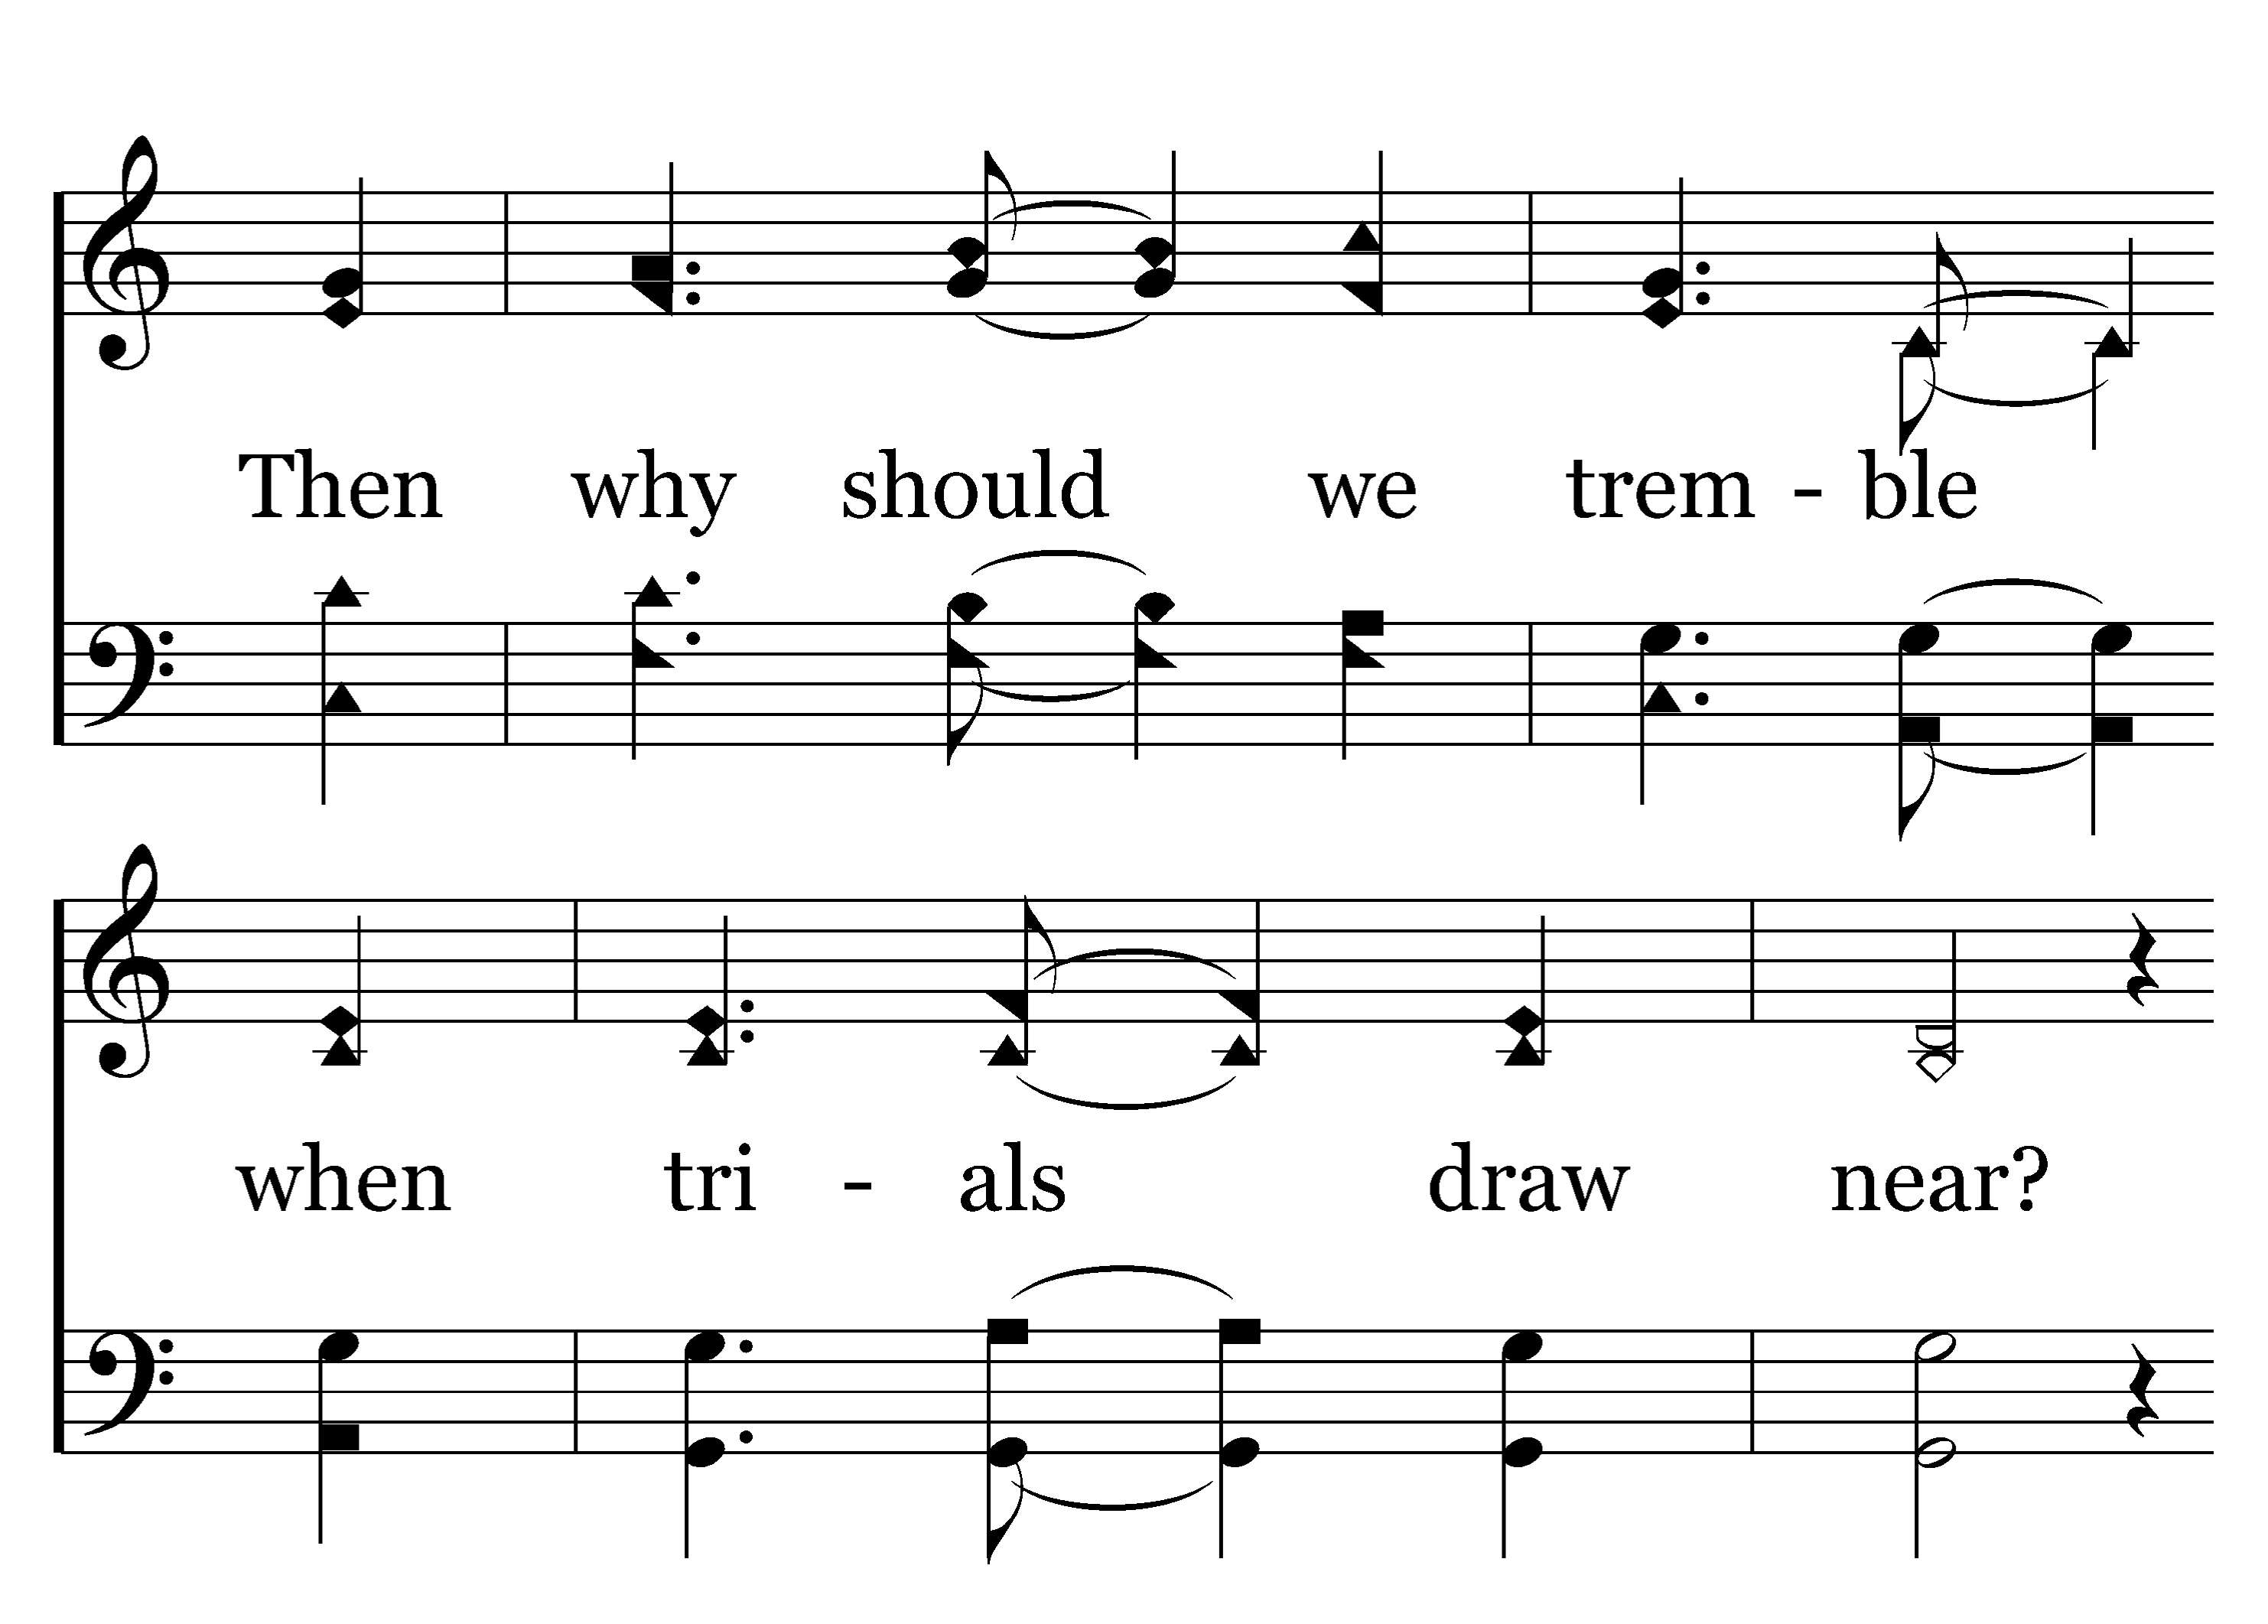 Then why should we trem - ble
when tri - als draw near?